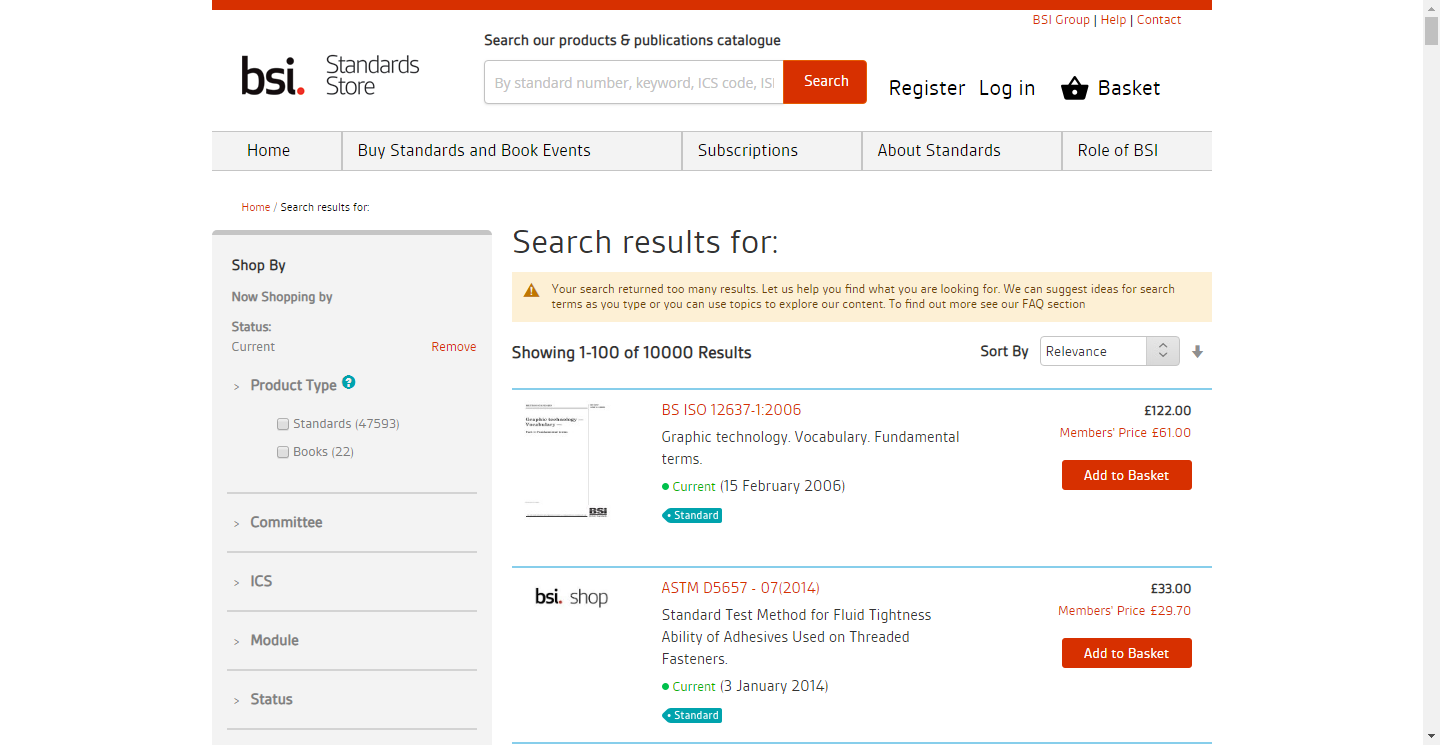 BSI Group | Help | Contact
Search our products & publications catalogue
bsi. Standards
Store
By standard number, keyword, ICS code, ISI
Search
Register Log in Basket
Home
Buy Standards and Book Events
Subscriptions
About Standards
Role of BSI
Home / Search results for:
Shop By
Now Shopping by
Status:
Current
Remove
> Product Type ?
Standards (47593)
Books (22)
> Committee
> ICS
> Module
> Status
Search results for:
Your search returned too many results. Let us help you find what you are looking for. We can suggest ideas for search
terms as you type or you can use topics to explore our content. To find out more see our FAQ section
Showing 1-100 of 10000 Results
Sort By Relevance
Graphic technology —
Vocabulary —
BSI
BS ISO 12637-1:2006
Graphic technology. Vocabulary. Fundamental
terms.
Current (15 February 2006)
Standard
£122.00
Members' Price £61.00
Add to Basket
bsi. shop
ASTM D5657 - 07(2014)
Standard Test Method for Fluid Tightness
Ability of Adhesives Used on Threaded
Fasteners.
Current (3 January 2014)
Standard
£33.00
Members' Price £29.70
Add to Basket